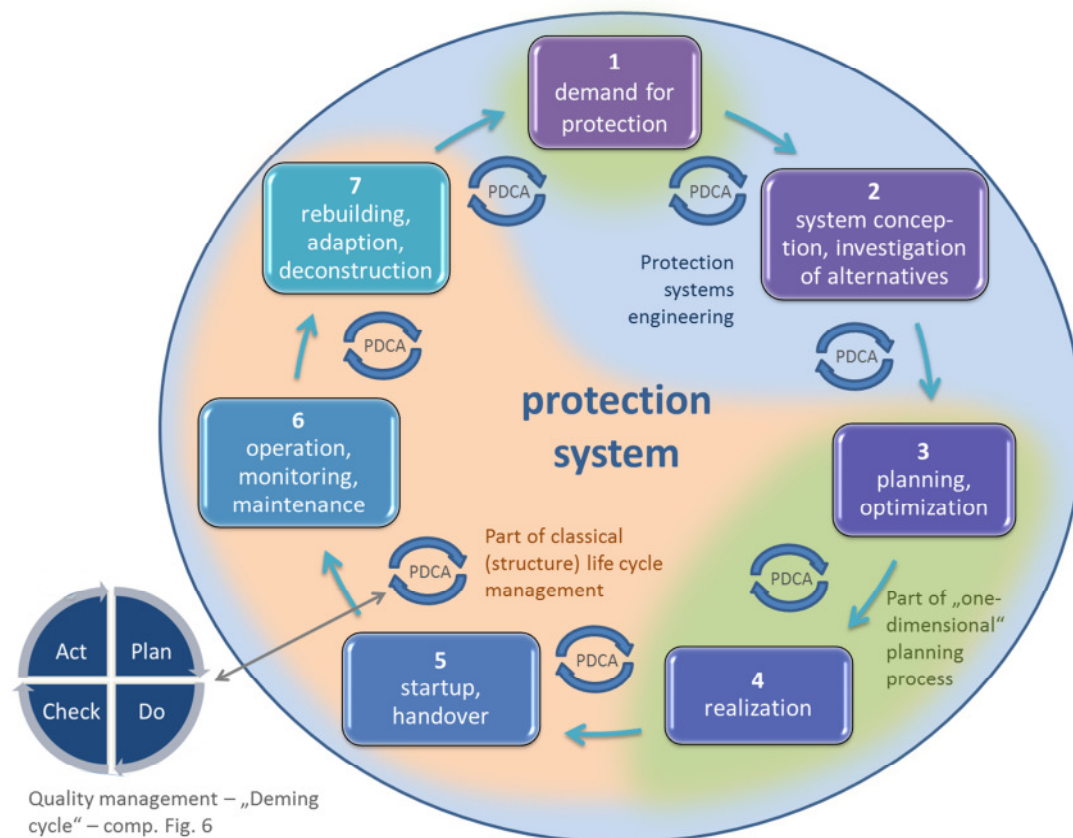 1
demand for
protection
PDCA
PDCA
7
rebuilding,
adaption,
deconstruction
2
system concep-
tion, investigation
of alternatives
Protection
systems
engineering
PDCA
PDCA
protection
system
6
operation,
monitoring,
maintenance
3
planning,
optimization
Part of classical
(structure) life cycle
management
PDCA
PDCA
Part of „one-
dimensional“
planning
process
Act
Plan
Check
Do
5
startup,
handover
PDCA
4
realization
Quality management – „Deming
cycle“ – comp. Fig. 6